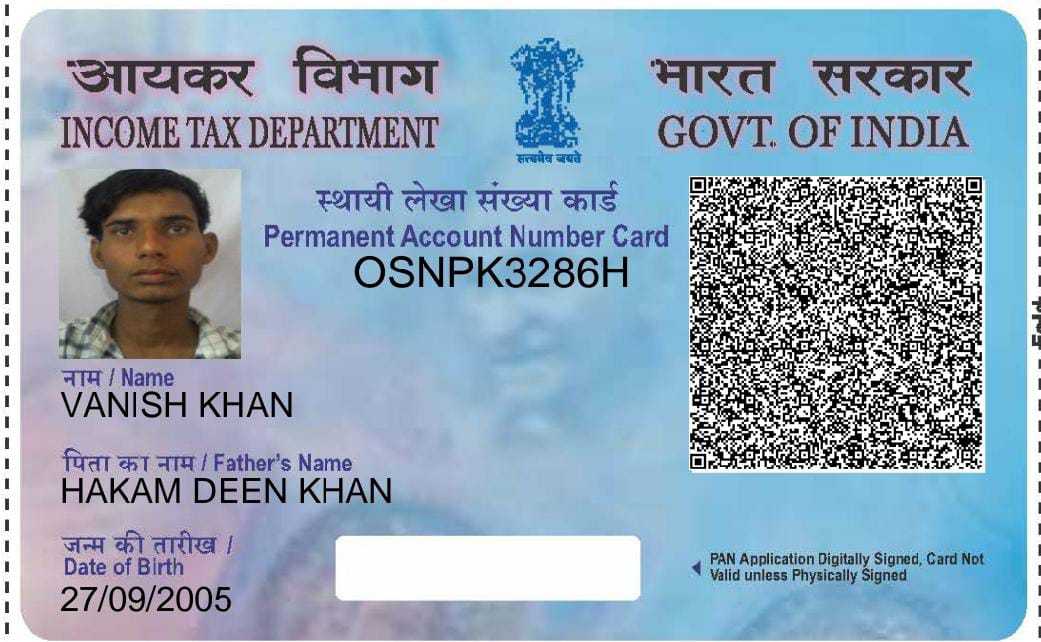 आयकर विभाग
INCOME TAX DEPARTMENT
सत्यमेव जयते
भारत सरकार
GOVT. OF INDIA
स्थायी लेखा संख्या कार्ड
Permanent Account Number Card
OSNPK3286H
नाम / Name
VANISH KHAN
पिता का नाम / Father's Name
HAKAM DEEN KHAN
जन्म की तारीख /
Date of Birth
27/09/2005
PAN Application Digitally Signed, Card Not
Valid unless Physically Signed
Fold